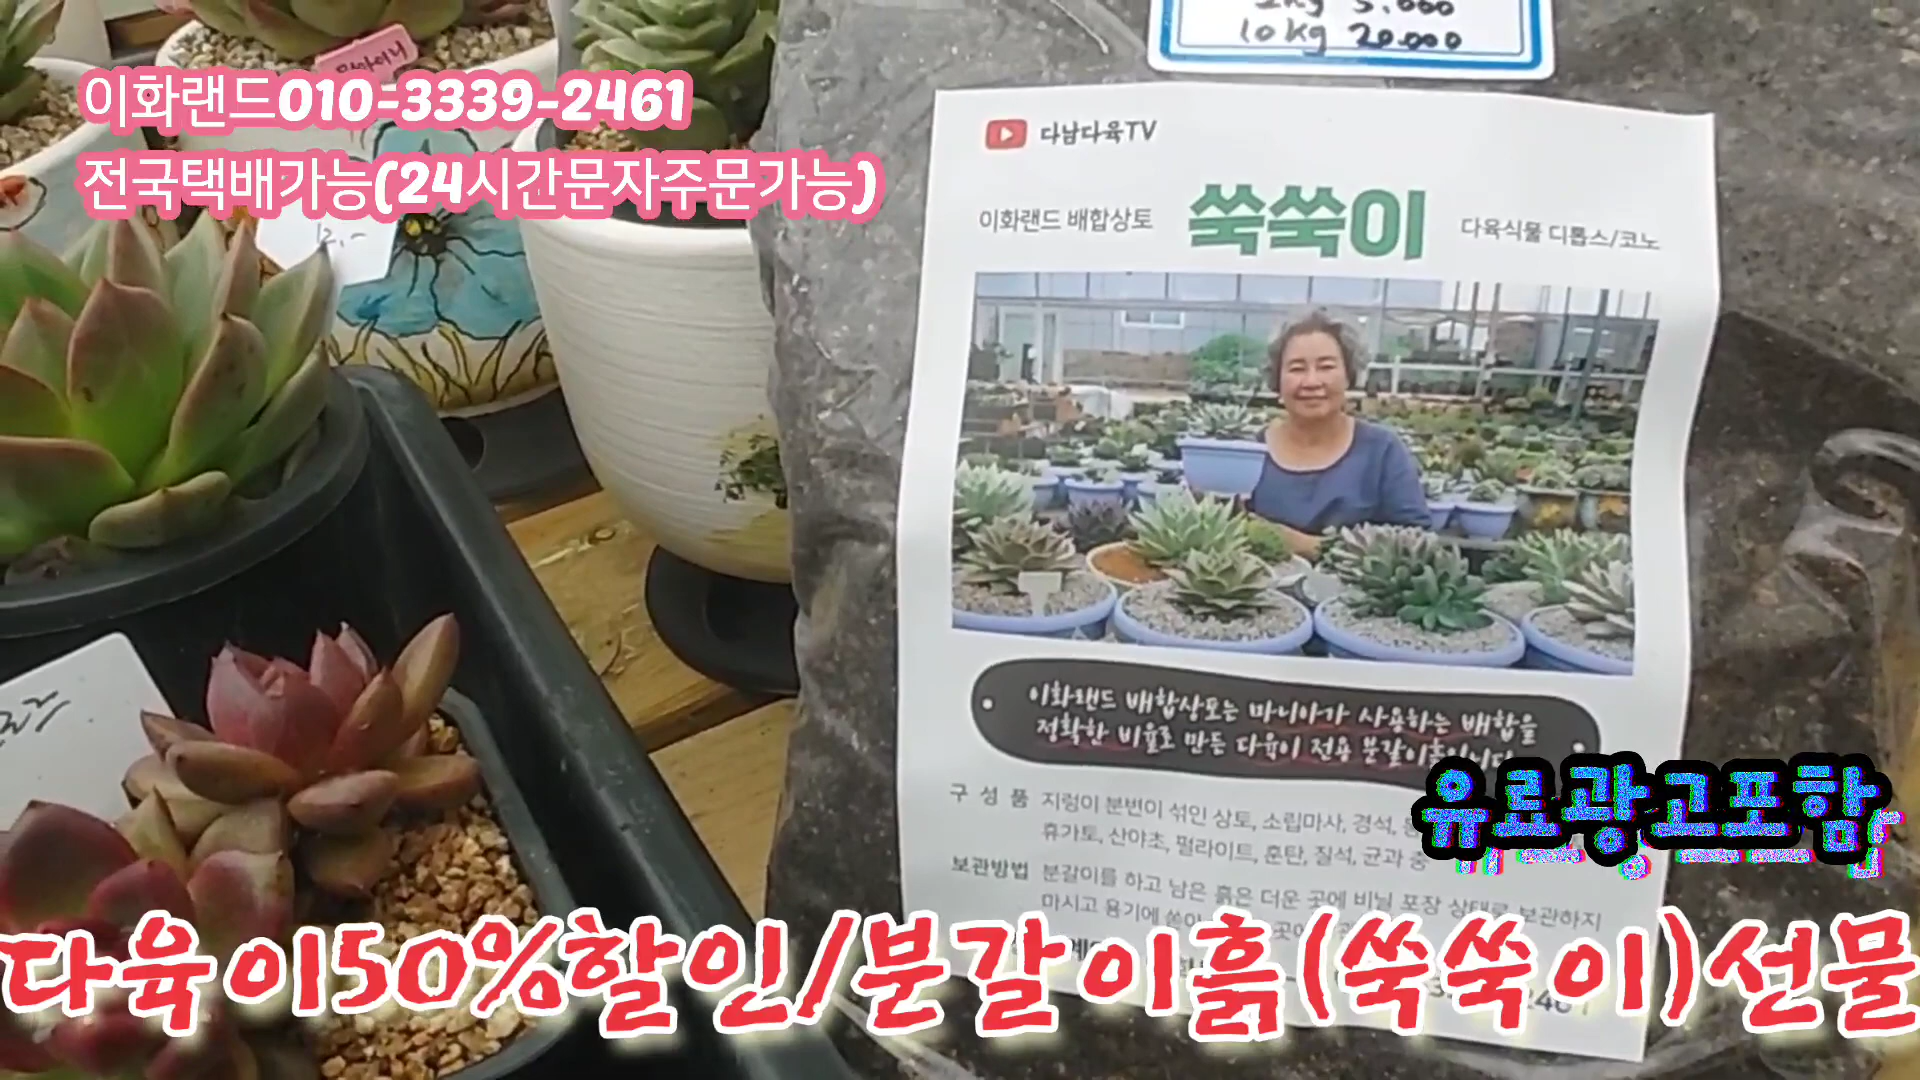 5,000
10kg 20.000
이화랜드010-3339-2461
전국택배가능(24시간문자주문가능)
다남다육TV
이화랜드 배합상토 쑥쑥이 다육식물 디톱스/코노
12,-
이화랜드 배합상토는 마니아가 사용하는 배합을
정확한 비율로 만든 다육이 전용 분갈이흙입니다
구성품 지렁이 분변이 섞인 상토, 소립마사, 경석,
휴가토, 산야초, 펄라이트, 훈탄, 질석, 균과 중
보관방법 분갈이를 하고 남은 흙은 더운 곳에 비닐 포장 상태로 보관하지
마시고 용기에
유료광고포함
다육이50%할인/분갈이흙(쑥쑥이)선물